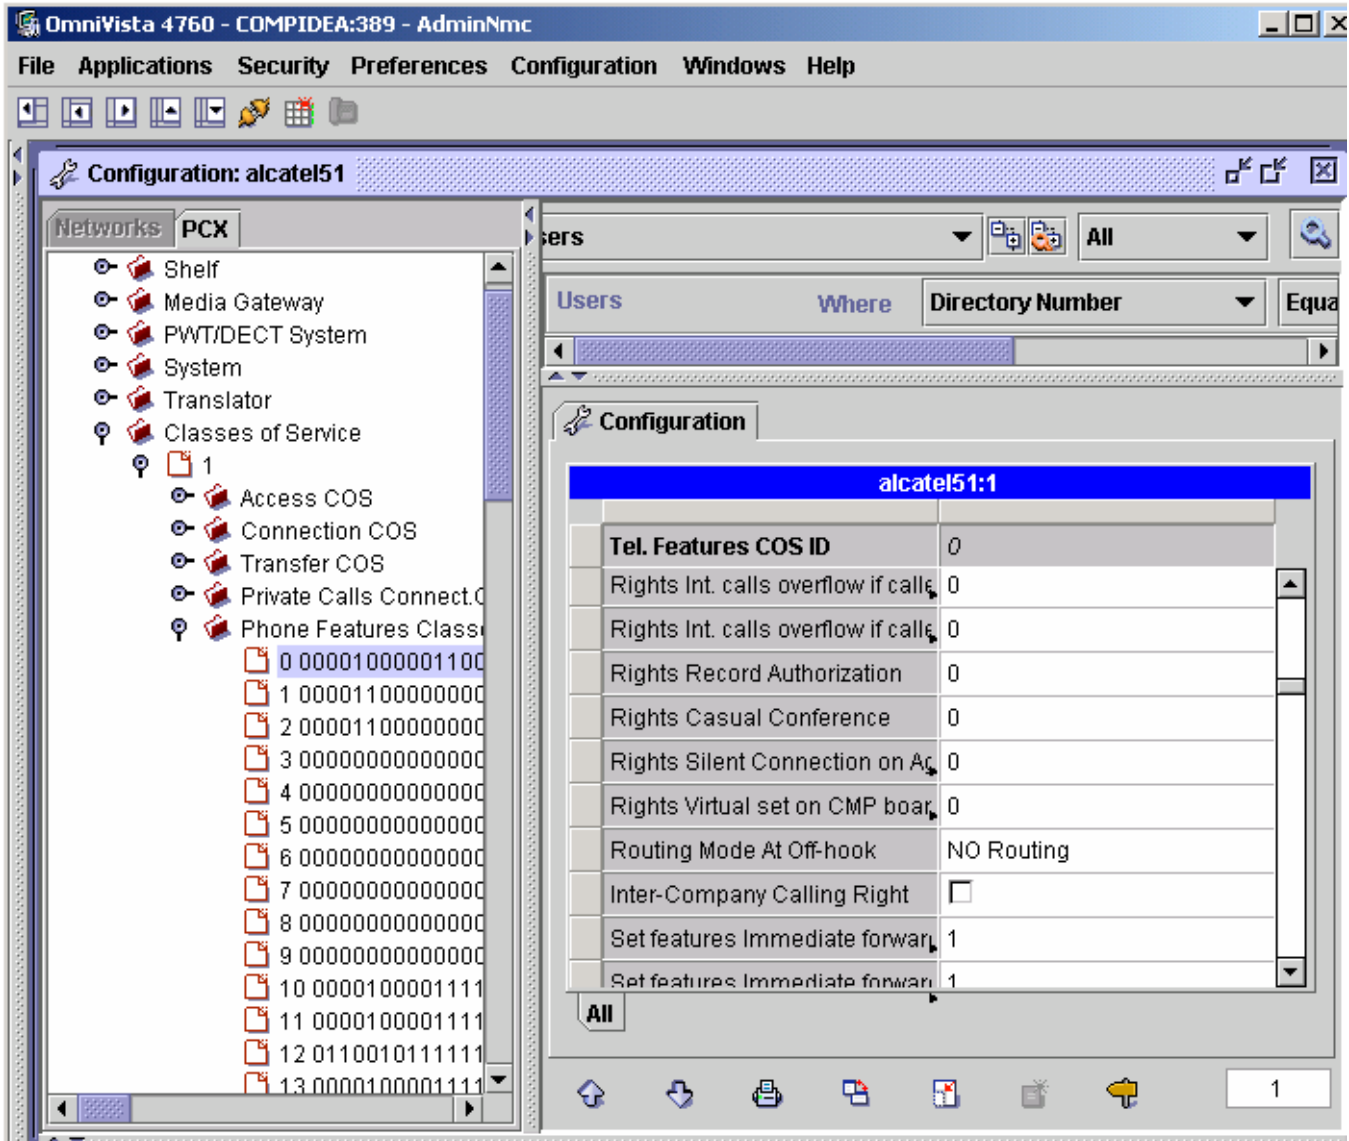 OmniVista 4760 - COMPIDEA:389 - AdminNmc
File Applications Security Preferences Configuration Windows Help
Configuration: alcatel51
Networks PCX
Shelf
Media Gateway
PWT/DECT System
System
Translator
Classes of Service
1
Access COS
Connection COS
Transfer COS
Private Calls Connect.C
Phone Features Class
0 000010000001100
1 00001100000000
2 00001100000000
3 00000000000000
4 00000000000000
5 00000000000000
6 00000000000000
7 00000000000000
8 00000000000000
9 00000000000000
10 0000100001111
11 0000100001111
12 0110010111111
13 0000100001111
sers All
Users Where Directory Number Equa
Configuration
alcatel51:1
Tel. Features COS ID 0
Rights Int. calls overflow if calle 0
Rights Int. calls overflow if calle 0
Rights Record Authorization 0
Rights Casual Conference 0
Rights Silent Connection on Ac 0
Rights Virtual set on CMP boar 0
Routing Mode At Off-hook NO Routing
Inter-Company Calling Right
Set features Immediate forwar 1
Set features Immediate forwar 1
All
1